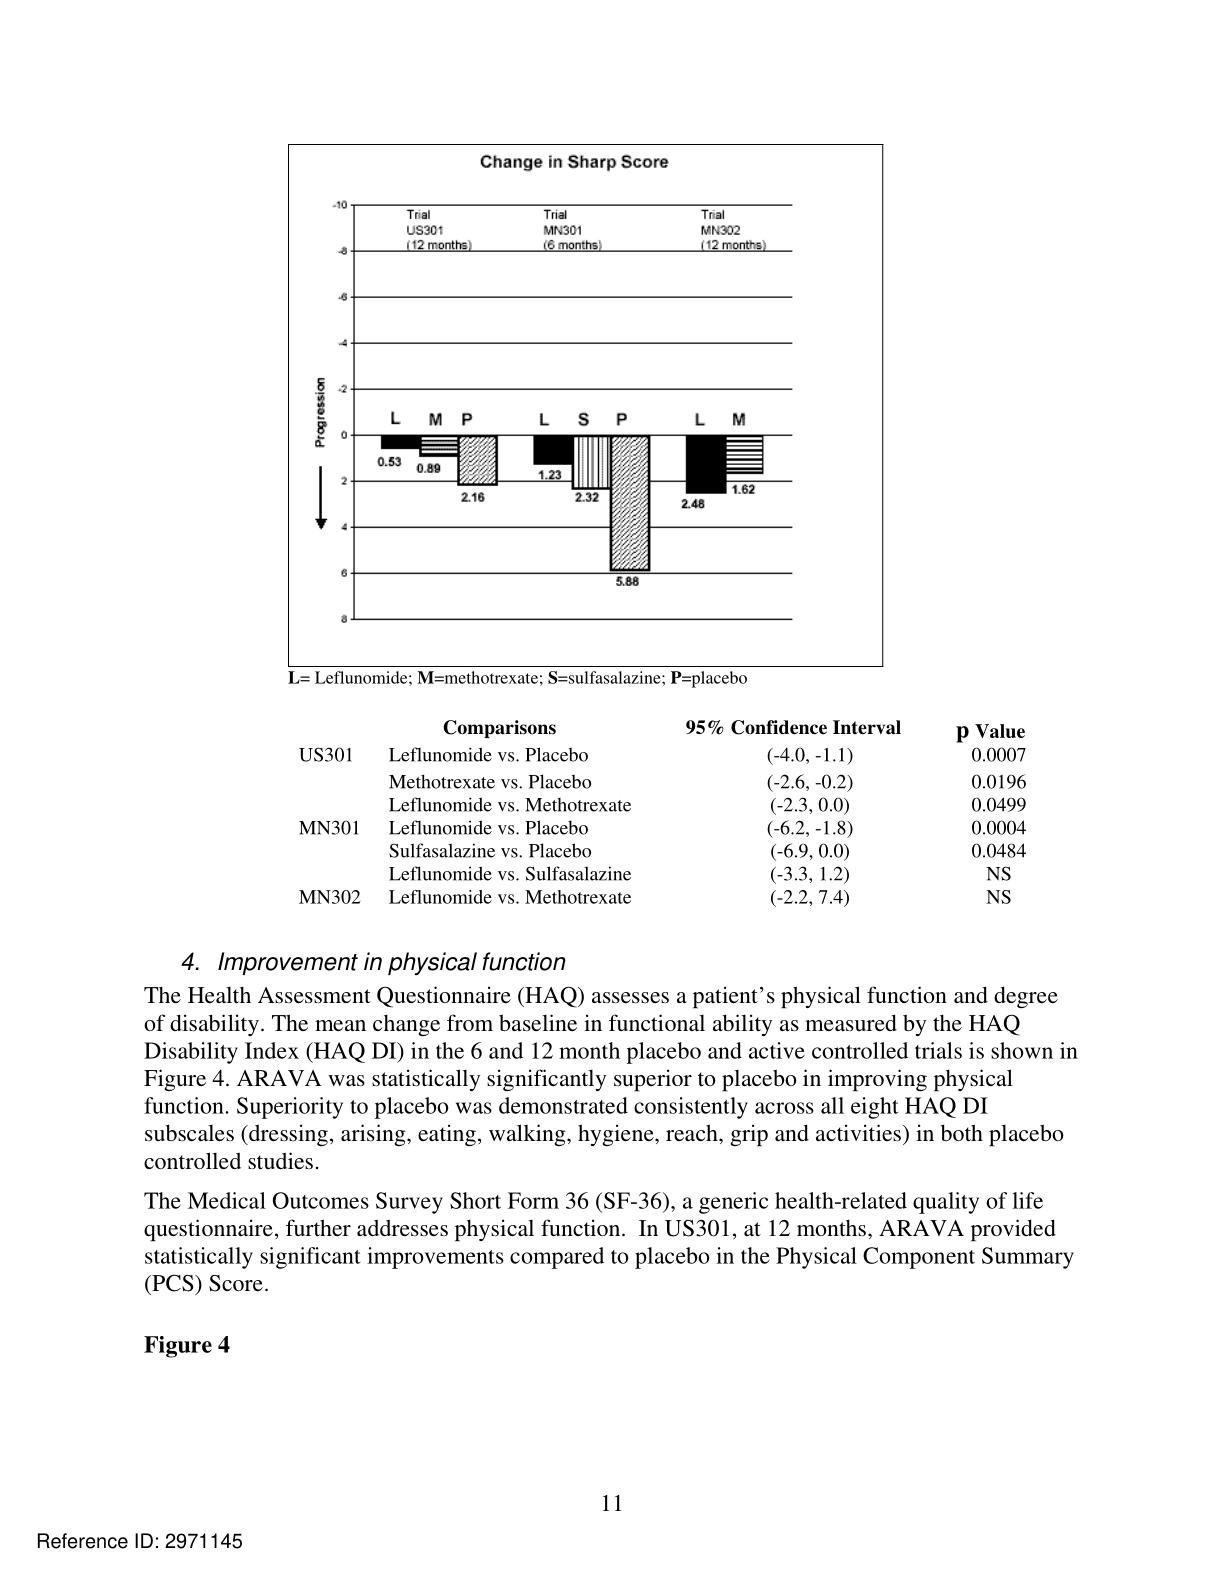 Change in Sharp Score
-10
Trial Trial Trial
US301 MN301 MN302
(12 months) (6 months) (12 months)
-8
-6
-4
-2
Progression
L M P L S P L M
0
0.53 0.89 1.23
2
2.16 2.32 2.48 1.62
4
6
5.88
8
L= Leflunomide; M=methotrexate; S=sulfasalazine; P=placebo
Comparisons 95% Confidence Interval p Value
US301 Leflunomide vs. Placebo (-4.0, -1.1) 0.0007
Methotrexate vs. Placebo (-2.6, -0.2) 0.0196
Leflunomide vs. Methotrexate (-2.3, 0.0) 0.0499
MN301 Leflunomide vs. Placebo (-6.2, -1.8) 0.0004
Sulfasalazine vs. Placebo (-6.9, 0.0) 0.0484
Leflunomide vs. Sulfasalazine (-3.3, 1.2) NS
MN302 Leflunomide vs. Methotrexate (-2.2, 7.4) NS
4. Improvement in physical function
The Health Assessment Questionnaire (HAQ) assesses a patient’s physical function and degree
of disability. The mean change from baseline in functional ability as measured by the HAQ
Disability Index (HAQ DI) in the 6 and 12 month placebo and active controlled trials is shown in
Figure 4. ARAVA was statistically significantly superior to placebo in improving physical
function. Superiority to placebo was demonstrated consistently across all eight HAQ DI
subscales (dressing, arising, eating, walking, hygiene, reach, grip and activities) in both placebo
controlled studies.
The Medical Outcomes Survey Short Form 36 (SF-36), a generic health-related quality of life
questionnaire, further addresses physical function. In US301, at 12 months, ARAVA provided
statistically significant improvements compared to placebo in the Physical Component Summary
(PCS) Score.
Figure 4
11
Reference ID: 2971145